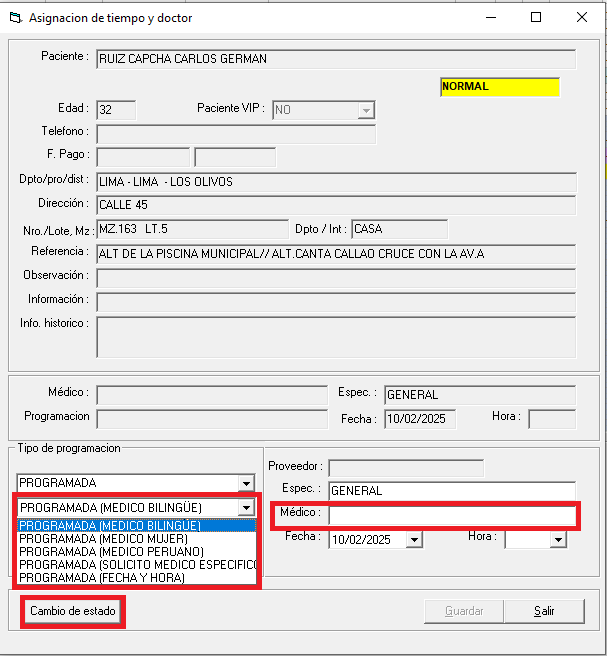 Asignacion de tiempo y doctor
Paciente : RUIZ CAPCHA CARLOS GERMAN
NORMAL
Edad : 32 Paciente VIP : NO
Telefono :
F. Pago :
Dpto/pro/dist : LIMA - LIMA - LOS OLIVOS
Dirección : CALLE 45
Nro./Lote, Mz : MZ.163 LT.5 Dpto / Int : CASA
Referencia : ALT DE LA PISCINA MUNICIPAL// ALT.CANTA CALLAO CRUCE CON LA AV.A
Observación :
Información :
Info. historico :
Médico : Espec. : GENERAL
Programacion Fecha : 10/02/2025 Hora :
Tipo de programacion
PROGRAMADA
PROGRAMADA (MEDICO BILINGÜE)
PROGRAMADA (MEDICO BILINGÜE)
PROGRAMADA (MEDICO MUJER)
PROGRAMADA (MEDICO PERUANO)
PROGRAMADA (SOLICITO MEDICO ESPECIFICO
PROGRAMADA (FECHA Y HORA)
Proveedor :
Espec. : GENERAL
Médico :
Fecha : 10/02/2025 Hora :
Cambio de estado Guardar Salir